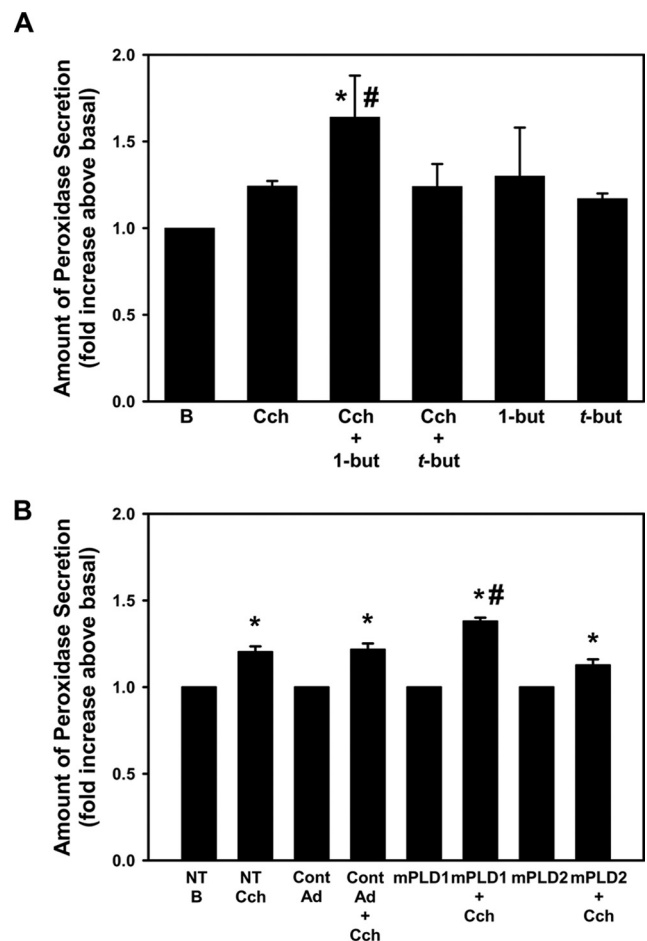 A
Amount of Peroxidase Secretion
(fold increase above basal)
2.0
1.5
1.0
0.5
0.0
* #
B Cch Cch Cch 1-but t-but
+ +
1-but t-but
B
Amount of Peroxidase Secretion
(fold increase above basal)
2.0
1.5
1.0
0.5
0.0
* * *# *
NT NT Cont Cont mPLD1 mPLD1 mPLD2 mPLD2
B Cch Ad Ad + +
+ Cch Cch
Cch